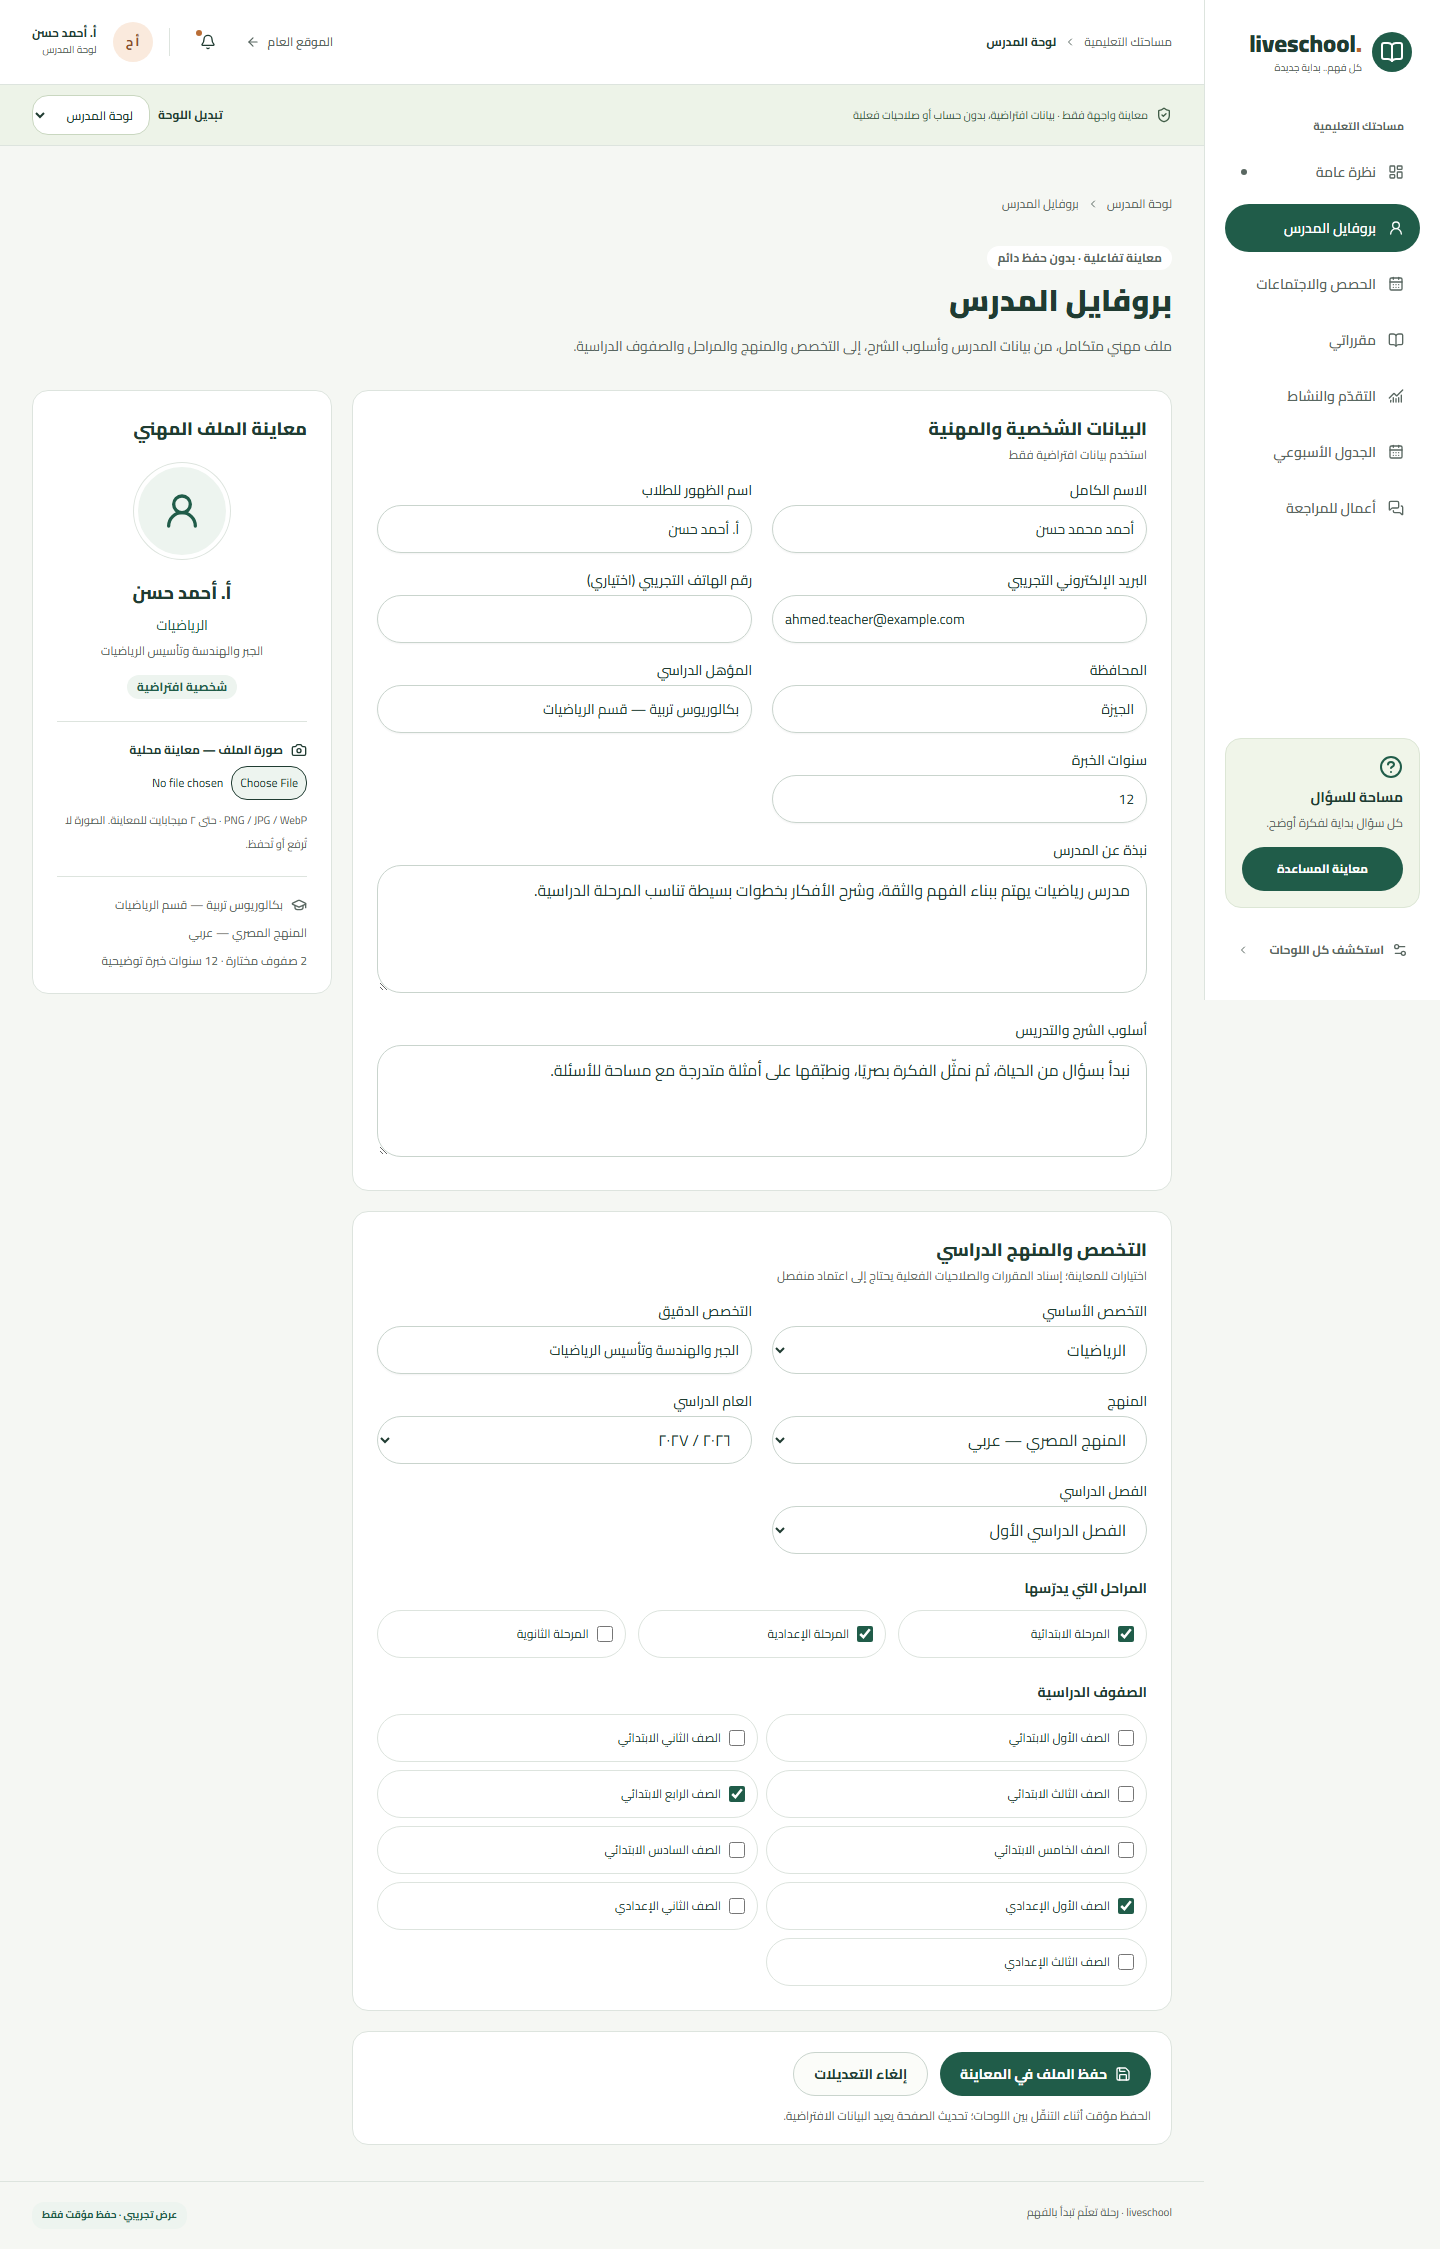 liveschool.
كل فهم.. بداية جديدة
مساحتك التعليمية
نظرة عامة
بروفايل المدرس
الحصص والاجتماعات
مقرراتي
التقدّم والنشاط
الجدول الأسبوعي
أعمال للمراجعة
مساحة للسؤال
كل سؤال بداية لفكرة أوضح.
معاينة المساعدة
استكشف كل اللوحات
مساحتك التعليمية
لوحة المدرس
الموقع العام
أ ح
أ. أحمد حسن
لوحة المدرس
معاينة واجهة فقط · بيانات افتراضية، بدون حساب أو صلاحيات فعلية
تبديل اللوحة
لوحة المدرس
لوحة المدرس
بروفايل المدرس
معاينة تفاعلية · بدون حفظ دائم
بروفايل المدرس
ملف مهني متكامل، من بيانات المدرس وأسلوب الشرح، إلى التخصص والمنهج والمراحل والصفوف الدراسية.
البيانات الشخصية والمهنية
استخدم بيانات افتراضية فقط
الاسم الكامل
أحمد محمد حسن
اسم الظهور للطلاب
أ. أحمد حسن
البريد الإلكتروني التجريبي
ahmed.teacher@example.com
رقم الهاتف التجريبي (اختياري)
المحافظة
الجيزة
المؤهل الدراسي
بكالوريوس تربية — قسم الرياضيات
سنوات الخبرة
12
نبذة عن المدرس
مدرس رياضيات يهتم ببناء الفهم والثقة، وشرح الأفكار بخطوات بسيطة تناسب المرحلة الدراسية.
أسلوب الشرح والتدريس
نبدأ بسؤال من الحياة، ثم نمثّل الفكرة بصريًا، ونطبّقها على أمثلة متدرجة مع مساحة للأسئلة.
معاينة الملف المهني
أ. أحمد حسن
الرياضيات
الجبر والهندسة وتأسيس الرياضيات
شخصية افتراضية
صورة الملف — معاينة محلية
Choose File
No file chosen
PNG / JPG / WebP · حتى ٢ ميجابايت للمعاينة. الصورة لا
تُرفع أو تُحفظ.
بكالوريوس تربية — قسم الرياضيات
المنهج المصري — عربي
2 صفوف مختارة · 12 سنوات خبرة توضيحية
التخصص والمنهج الدراسي
اختيارات للمعاينة؛ إسناد المقررات والصلاحيات الفعلية يحتاج إلى اعتماد منفصل
التخصص الأساسي
الرياضيات
التخصص الدقيق
الجبر والهندسة وتأسيس الرياضيات
المنهج
المنهج المصري — عربي
العام الدراسي
٢٠٢٦ / ٢٠٢٧
الفصل الدراسي
الفصل الدراسي الأول
المراحل التي يدرّسها
المرحلة الابتدائية
المرحلة الإعدادية
المرحلة الثانوية
الصفوف الدراسية
الصف الأول الابتدائي
الصف الثاني الابتدائي
الصف الثالث الابتدائي
الصف الرابع الابتدائي
الصف الخامس الابتدائي
الصف السادس الابتدائي
الصف الأول الإعدادي
الصف الثاني الإعدادي
الصف الثالث الإعدادي
حفظ الملف في المعاينة
إلغاء التعديلات
الحفظ مؤقت أثناء التنقّل بين اللوحات؛ تحديث الصفحة يعيد البيانات الافتراضية.
liveschool · رحلة تعلّم تبدأ بالفهم
عرض تجريبي · حفظ مؤقت فقط